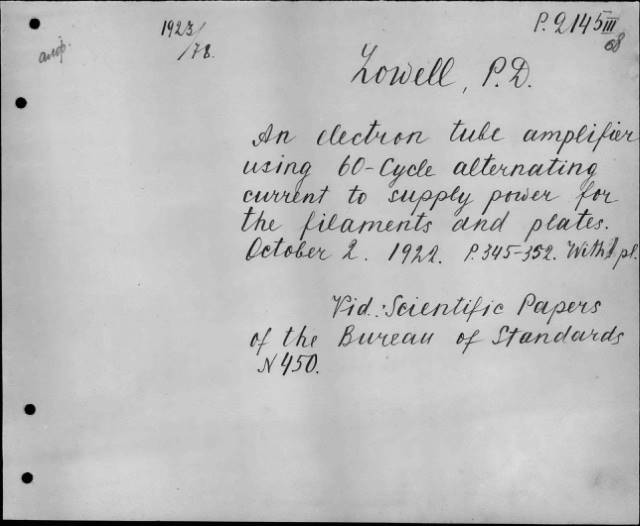 1923/78.
P.2145 III/68
алф.
Lowell, P.D.
An electron tube amplifier
using 60-Cycle alternating
current to supply power for
the filaments and plates.
October 2. 1922. P.345-352. With 1 pl.
Vid.: Scientific Papers
of the Bureau of Standards
N 450.